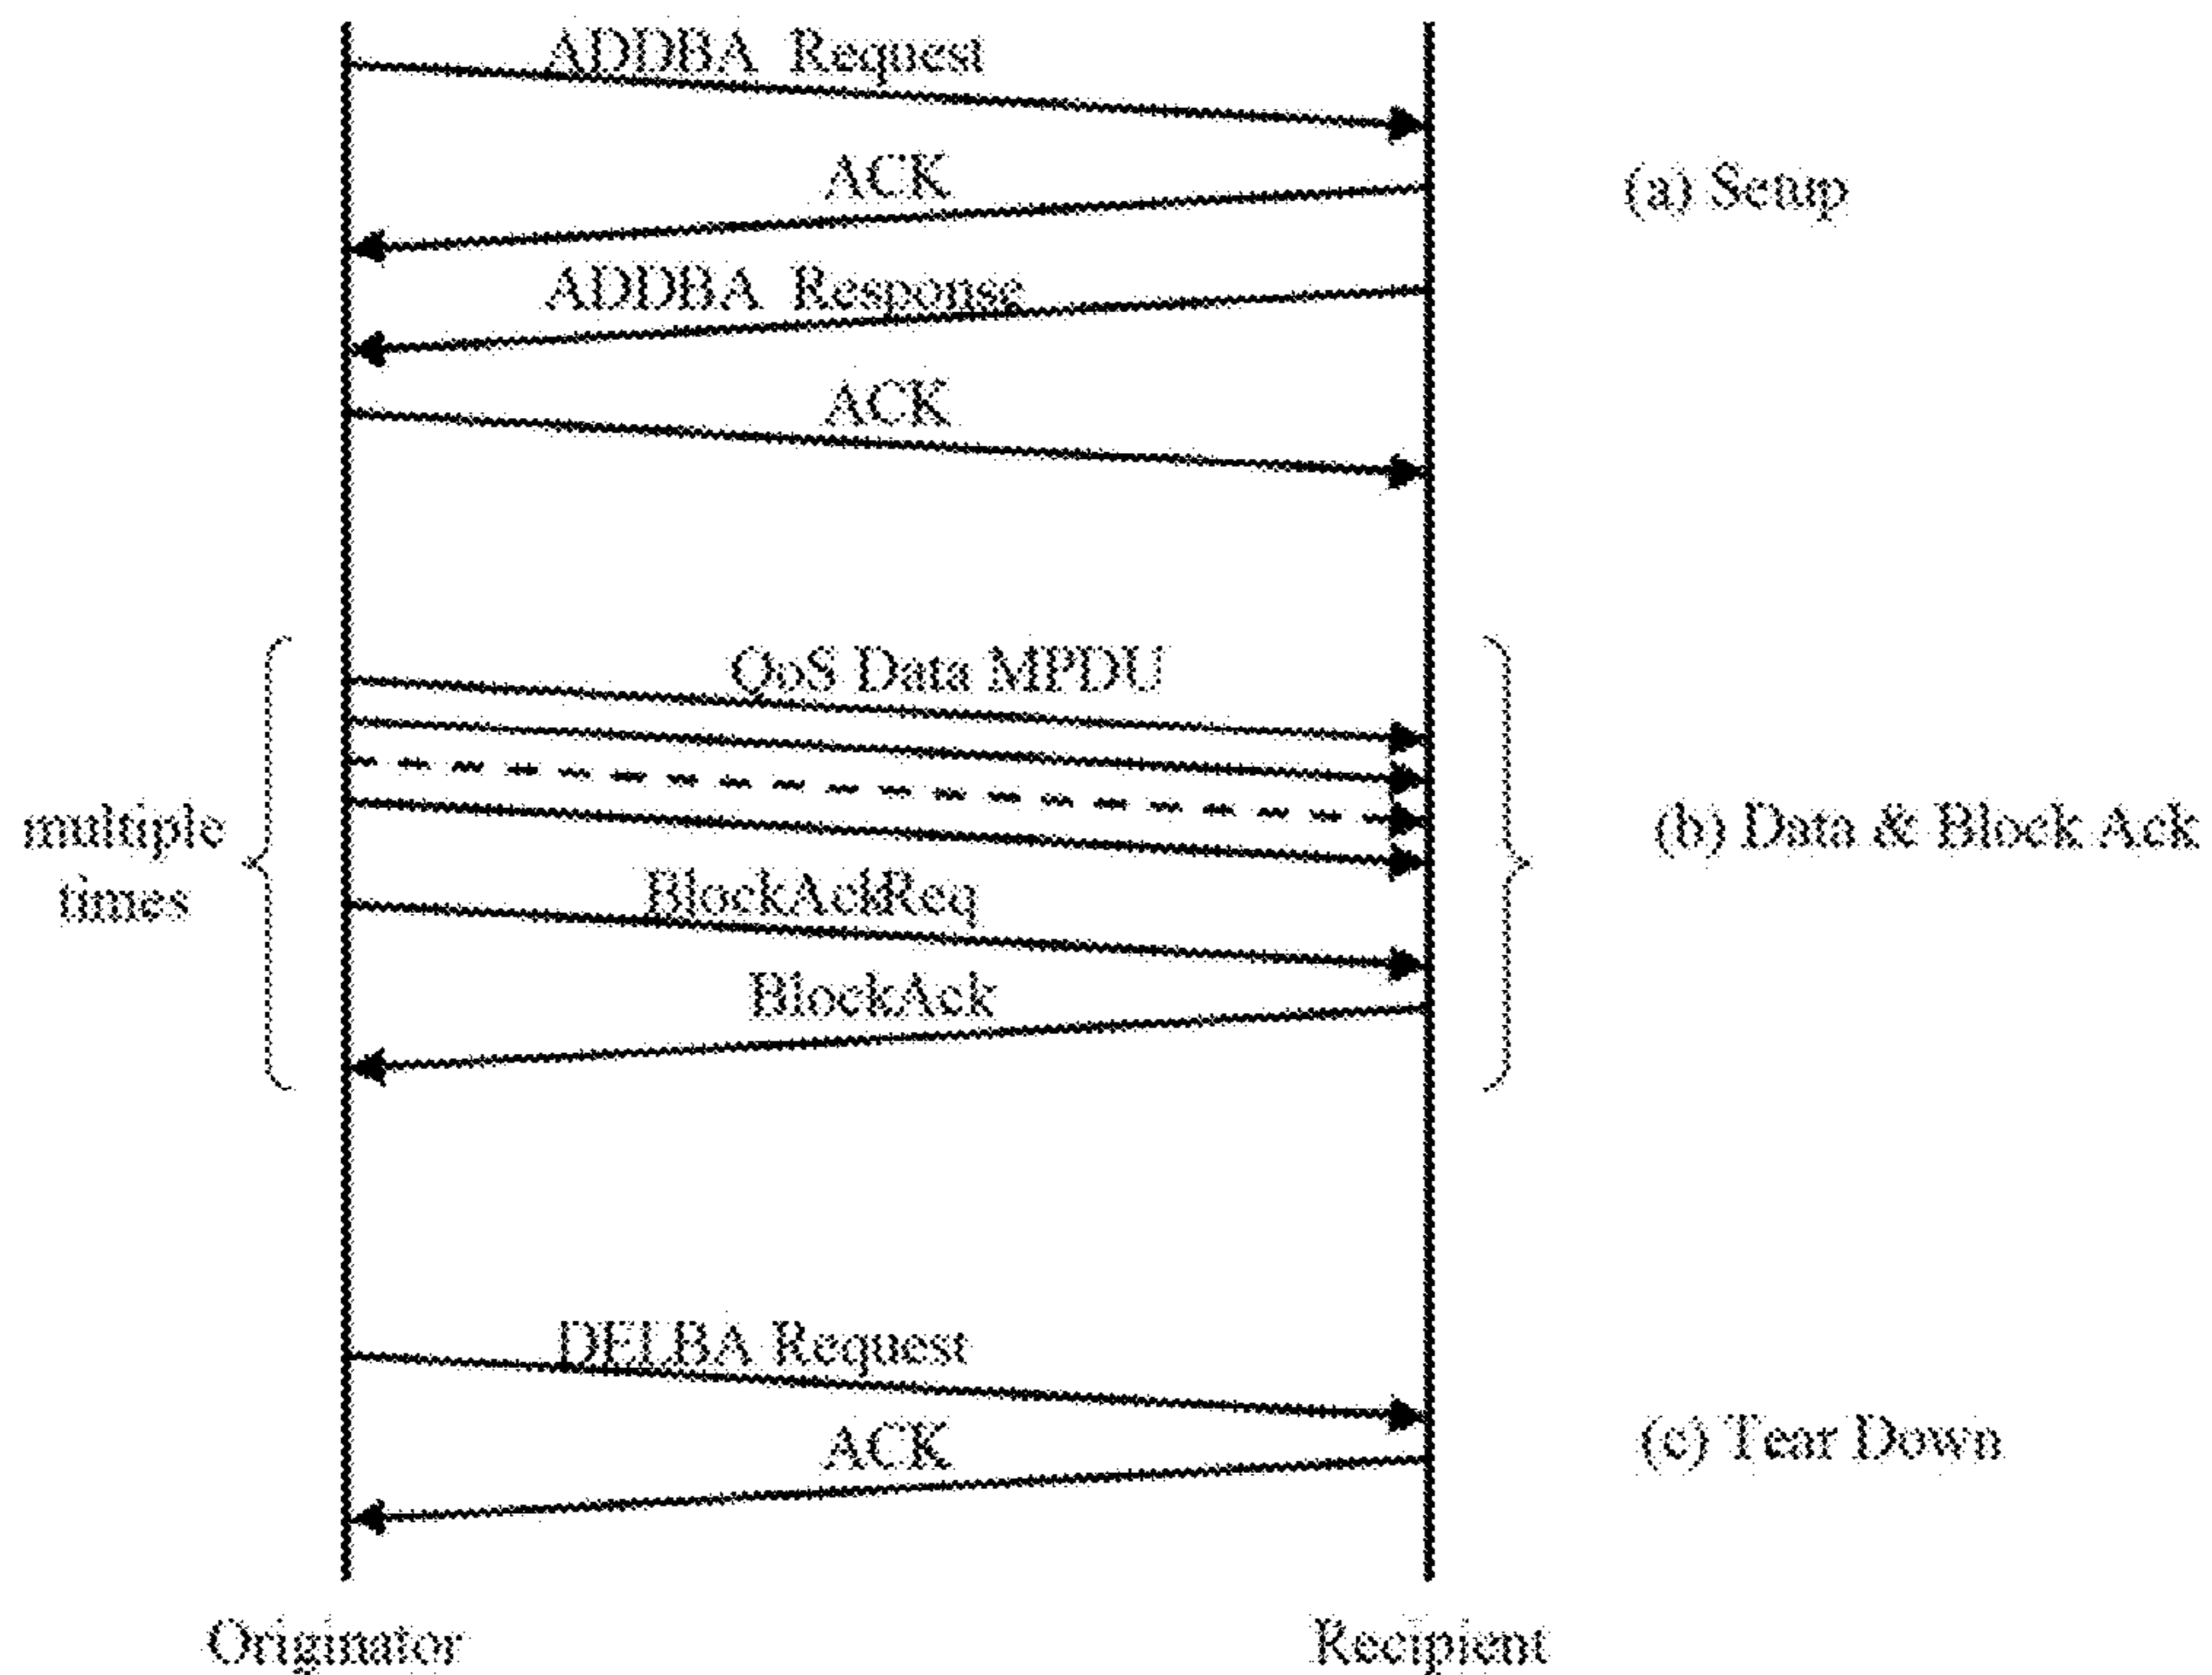 ADDBA Request
ACK
(a) Setup
ADDBA Response
ACK
QoS Data MPDU
multiple
times
(b) Data & Block Ack
BlockAckReq
BlockAck
DELBA Request
ACK
(c) Tear Down
Originator
Recipient